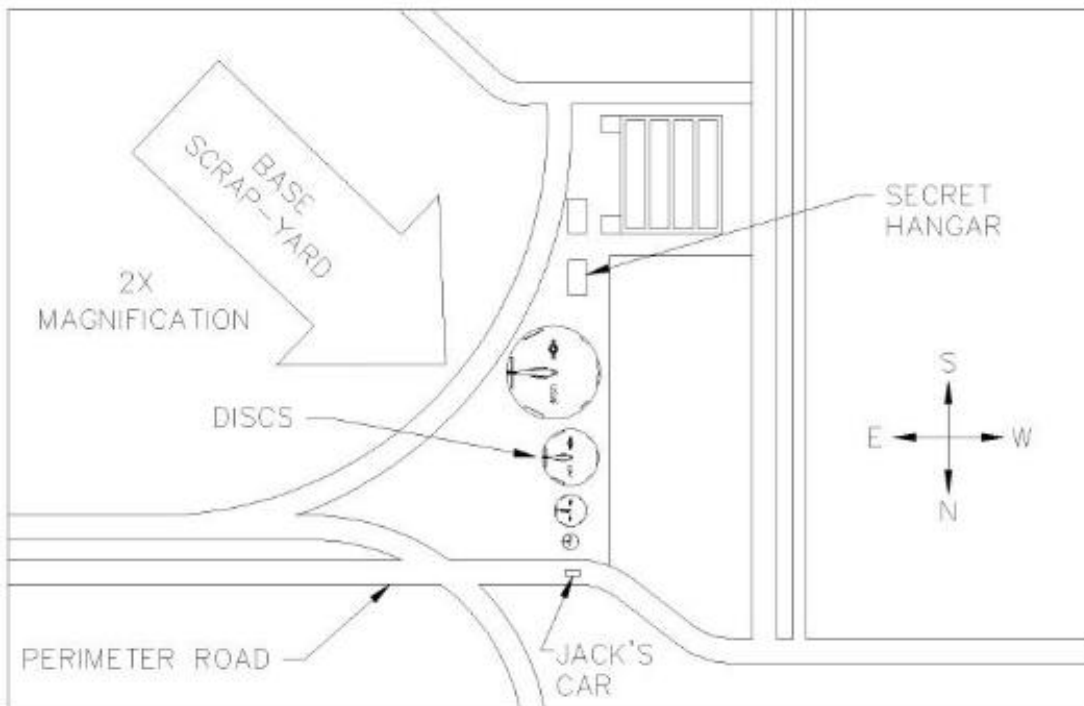 BASE
SCRAP-YARD
2X
MAGNIFICATION
SECRET
HANGAR
DISCS
S
E
W
N
PERIMETER ROAD
JACK'S
CAR